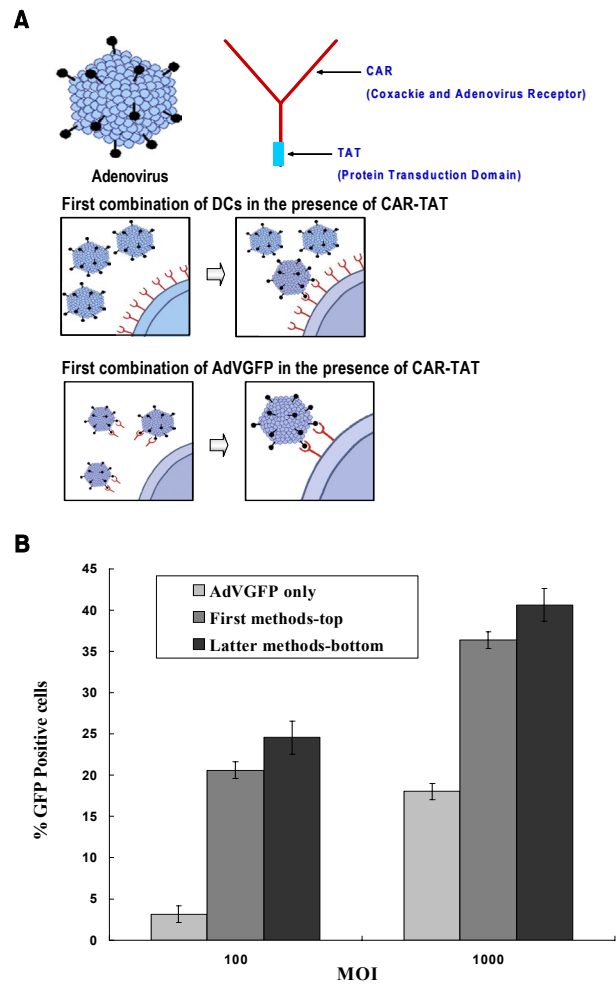 A
CAR
(Coxackie and Adenovirus Receptor)
TAT
(Protein Transduction Domain)
Adenovirus
First combination of DCs in the presence of CAR-TAT
First combination of AdVGFP in the presence of CAR-TAT
B
45
40
35
30
25
20
15
10
5
0
% GFP Positive cells
AdVGFP only
First methods-top
Latter methods-bottom
100
1000
MOI